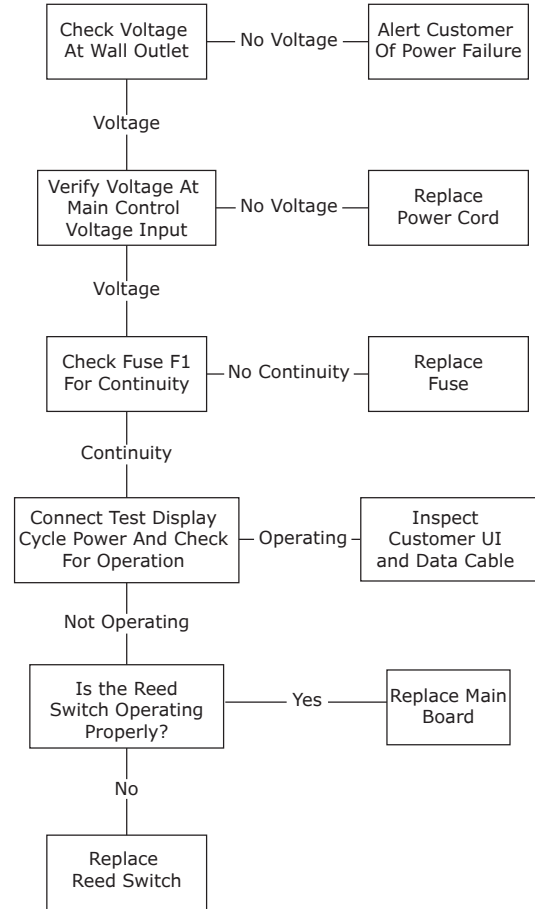 Check Voltage
At Wall Outlet
No Voltage
Alert Customer
Of Power Failure
Voltage
Verify Voltage At
Main Control
Voltage Input
No Voltage
Replace
Power Cord
Voltage
Check Fuse F1
For Continuity
No Continuity
Replace
Fuse
Continuity
Connect Test Display
Cycle Power And Check
For Operation
Operating
Inspect
Customer UI
and Data Cable
Not Operating
Is the Reed
Switch Operating
Properly?
Yes
Replace Main
Board
No
Replace
Reed Switch